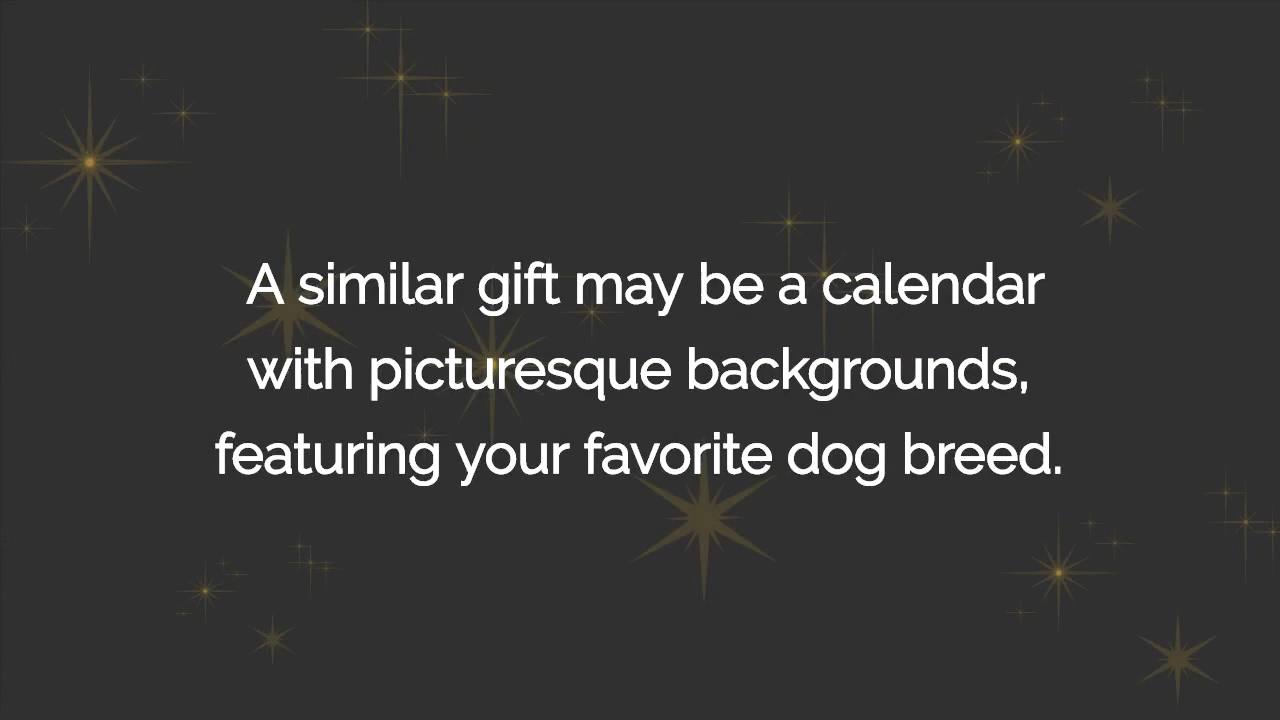 A similar gift may be a calendar
with picturesque backgrounds,
featuring your favorite dog breed.